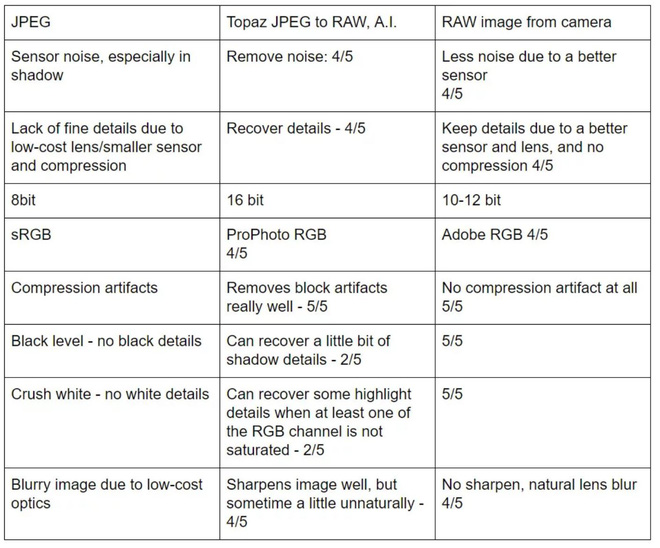 JPEG
Topaz JPEG to RAW, A.I.
RAW image from camera
Sensor noise, especially in
shadow
Remove noise: 4/5
Less noise due to a better
sensor
4/5
Lack of fine details due to
low-cost lens/smaller sensor
and compression
Recover details - 4/5
Keep details due to a better
sensor and lens, and no
compression 4/5
8bit
16 bit
10-12 bit
sRGB
ProPhoto RGB
4/5
Adobe RGB 4/5
Compression artifacts
Removes block artifacts
really well - 5/5
No compression artifact at all
5/5
Black level - no black details
Can recover a little bit of
shadow details - 2/5
5/5
Crush white - no white details
Can recover some highlight
details when at least one of
the RGB channel is not
saturated - 2/5
5/5
Blurry image due to low-cost
optics
Sharpens image well, but
sometime a little unnaturally -
4/5
No sharpen, natural lens blur
4/5